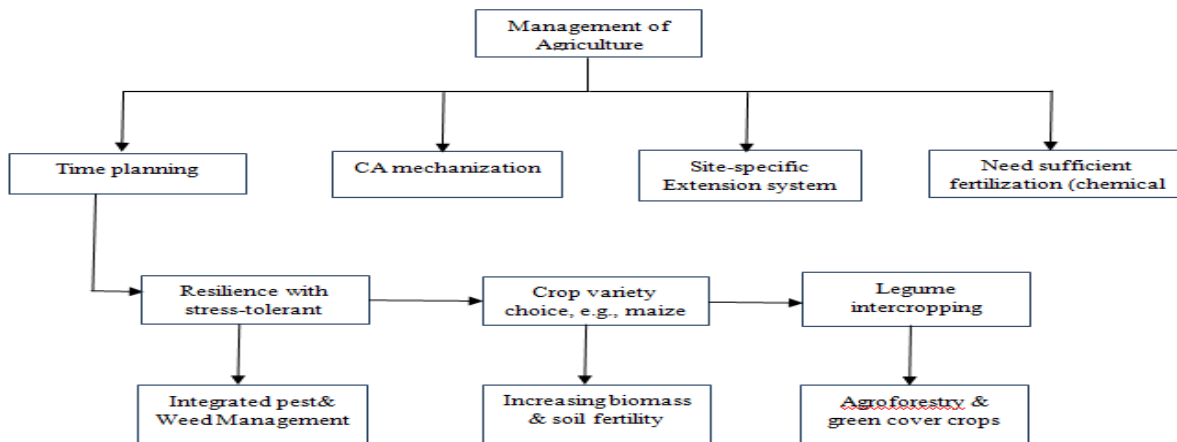 Management of
Agriculture
Time planning
CA mechanization
Site-specific
Extension system
Need sufficient
fertilization (chemical
Resilience with
stress-tolerant
Crop variety
choice, e.g., maize
Legume
intercropping
Integrated pest&
Weed Management
Increasing biomass
& soil fertility
Agroforestry &
green cover crops